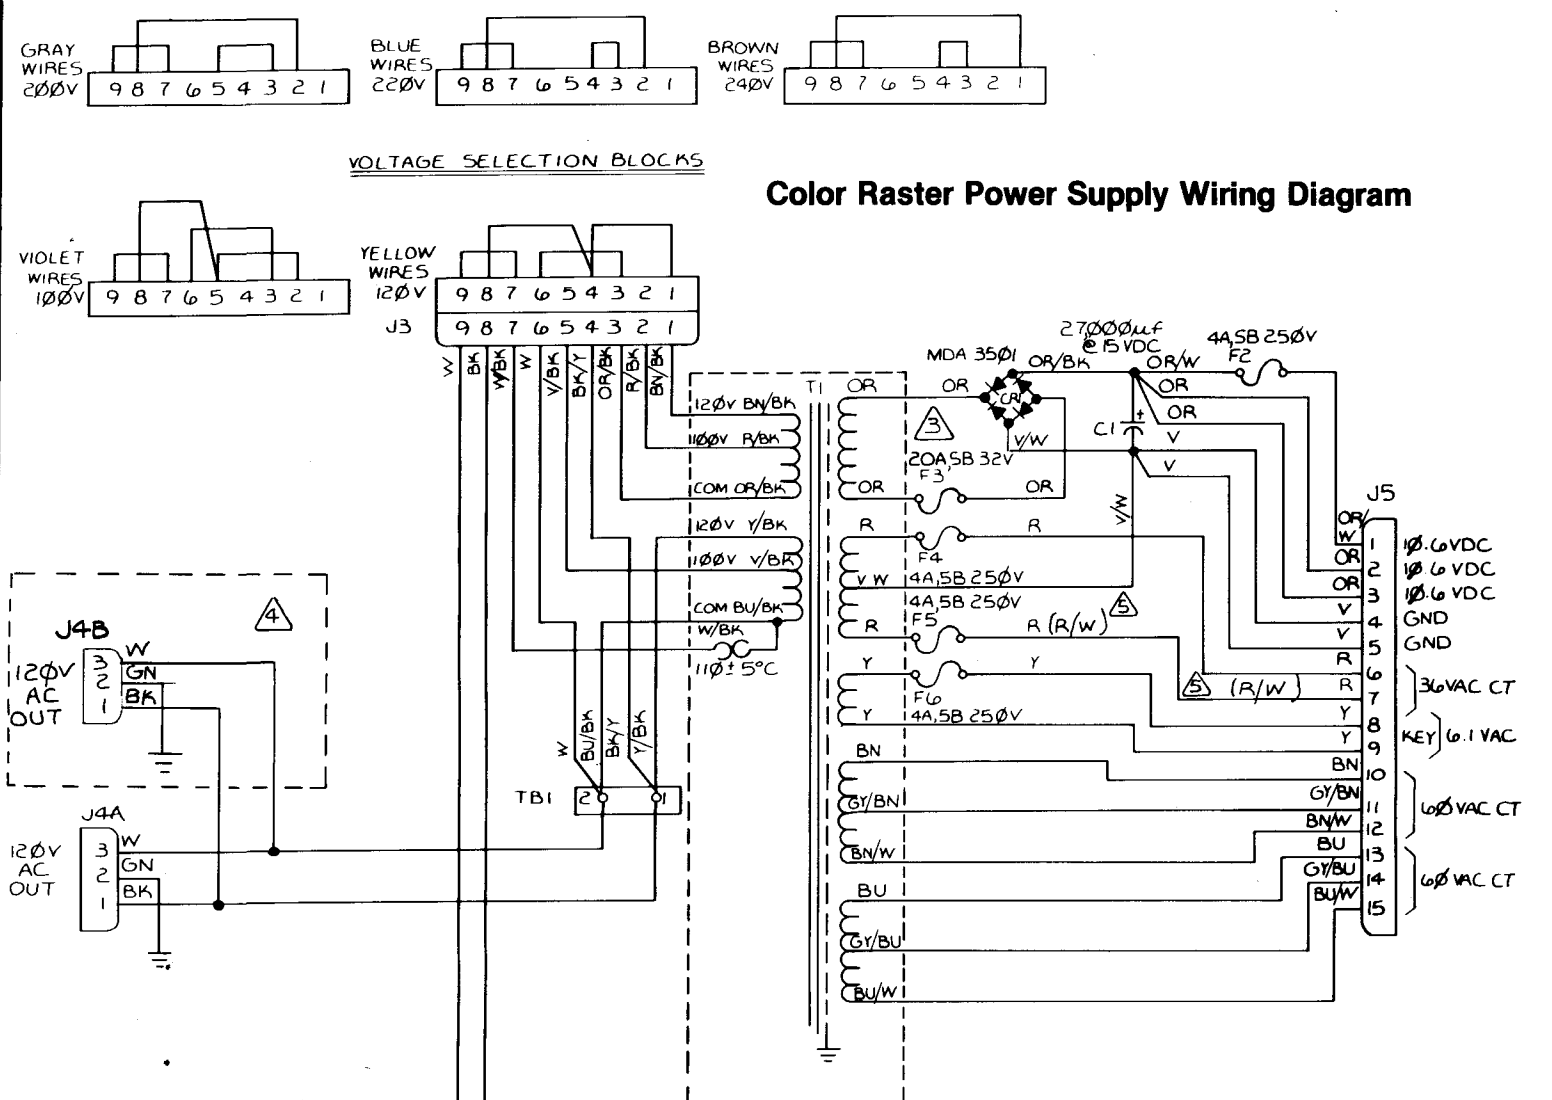 GRAY
WIRES
2ØØV
9 8 7 6 5 4 3 2 1
BLUE
WIRES
22ØV
9 8 7 6 5 4 3 2 1
BROWN
WIRES
24ØV
9 8 7 6 5 4 3 2 1
VOLTAGE SELECTION BLOCKS
Color Raster Power Supply Wiring Diagram
VIOLET
WIRES
1ØØV
9 8 7 6 5 4 3 2 1
YELLOW
WIRES
12ØV
9 8 7 6 5 4 3 2 1
J3
9 8 7 6 5 4 3 2 1
W
BK
W/BK
W
V/BK
BK/Y
OR/BK
R/BK
BN/BK
T1
12ØV BN/BK
1ØØV R/BK
COM OR/BK
12ØV Y/BK
1ØØV V/BK
COM BU/BK
W/BK
11Ø±5°C
W
BU/BK
BK/Y
Y/BK
TB1
2
1
4
J4B
12ØV
AC
OUT
3 W
2 GN
1 BK
J4A
12ØV
AC
OUT
3 W
2 GN
1 BK
OR
OR
MDA 35Ø1
CR1
OR/BK
27,ØØØuf
@ 15 VDC
C1
+
OR/W
4A,SB 25ØV
F2
OR
OR
V
V
3
V/W
2ØA,SB 32V
F3
OR
OR
V/W
R
R
F4
4A,SB 25ØV
V W
4A,SB 25ØV
F5
5
R
R (R/W)
Y
Y
F6
4A,SB 25ØV
Y
5 (R/W)
BN
GY/BN
BN/W
BU
GY/BU
BU/W
J5
OR/
W 1 1Ø.6VDC
OR 2 1Ø.6 VDC
OR 3 1Ø.6 VDC
V 4 GND
V 5 GND
R 6
R 7
36VAC CT
Y 8
Y 9
KEY
6.1 VAC
BN 10
GY/BN 11
BN/W 12
6Ø VAC CT
BU 13
GY/BU 14
BU/W 15
6Ø VAC CT